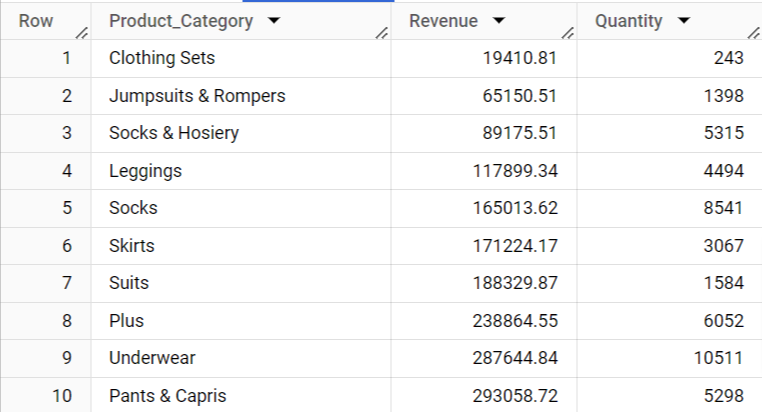 Row Product_Category Revenue Quantity
1 Clothing Sets 19410.81 243
2 Jumpsuits & Rompers 65150.51 1398
3 Socks & Hosiery 89175.51 5315
4 Leggings 117899.34 4494
5 Socks 165013.62 8541
6 Skirts 171224.17 3067
7 Suits 188329.87 1584
8 Plus 238864.55 6052
9 Underwear 287644.84 10511
10 Pants & Capris 293058.72 5298